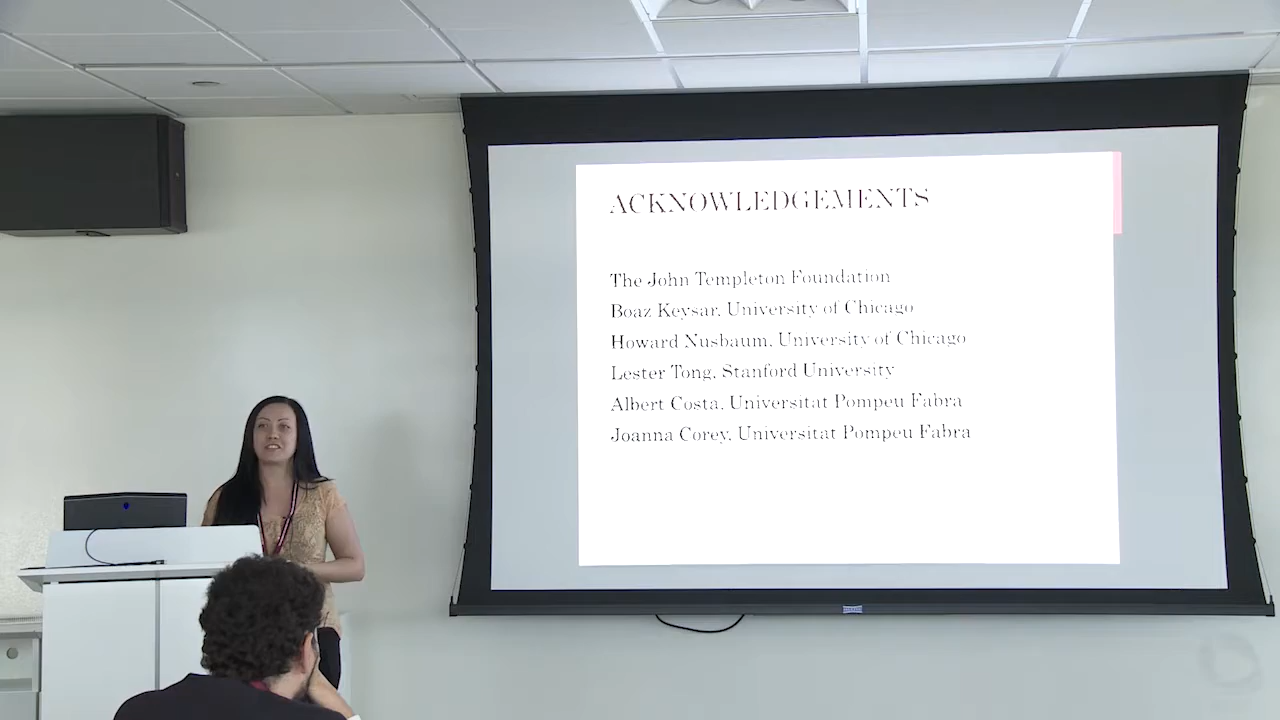 ACKNOWLEDGEMENTS
The John Templeton Foundation
Boaz Keysar, University of Chicago
Howard Nusbaum, University of Chicago
Lester Tong, Stanford University
Albert Costa, Universitat Pompeu Fabra
Joanna Corey, Universitat Pompeu Fabra